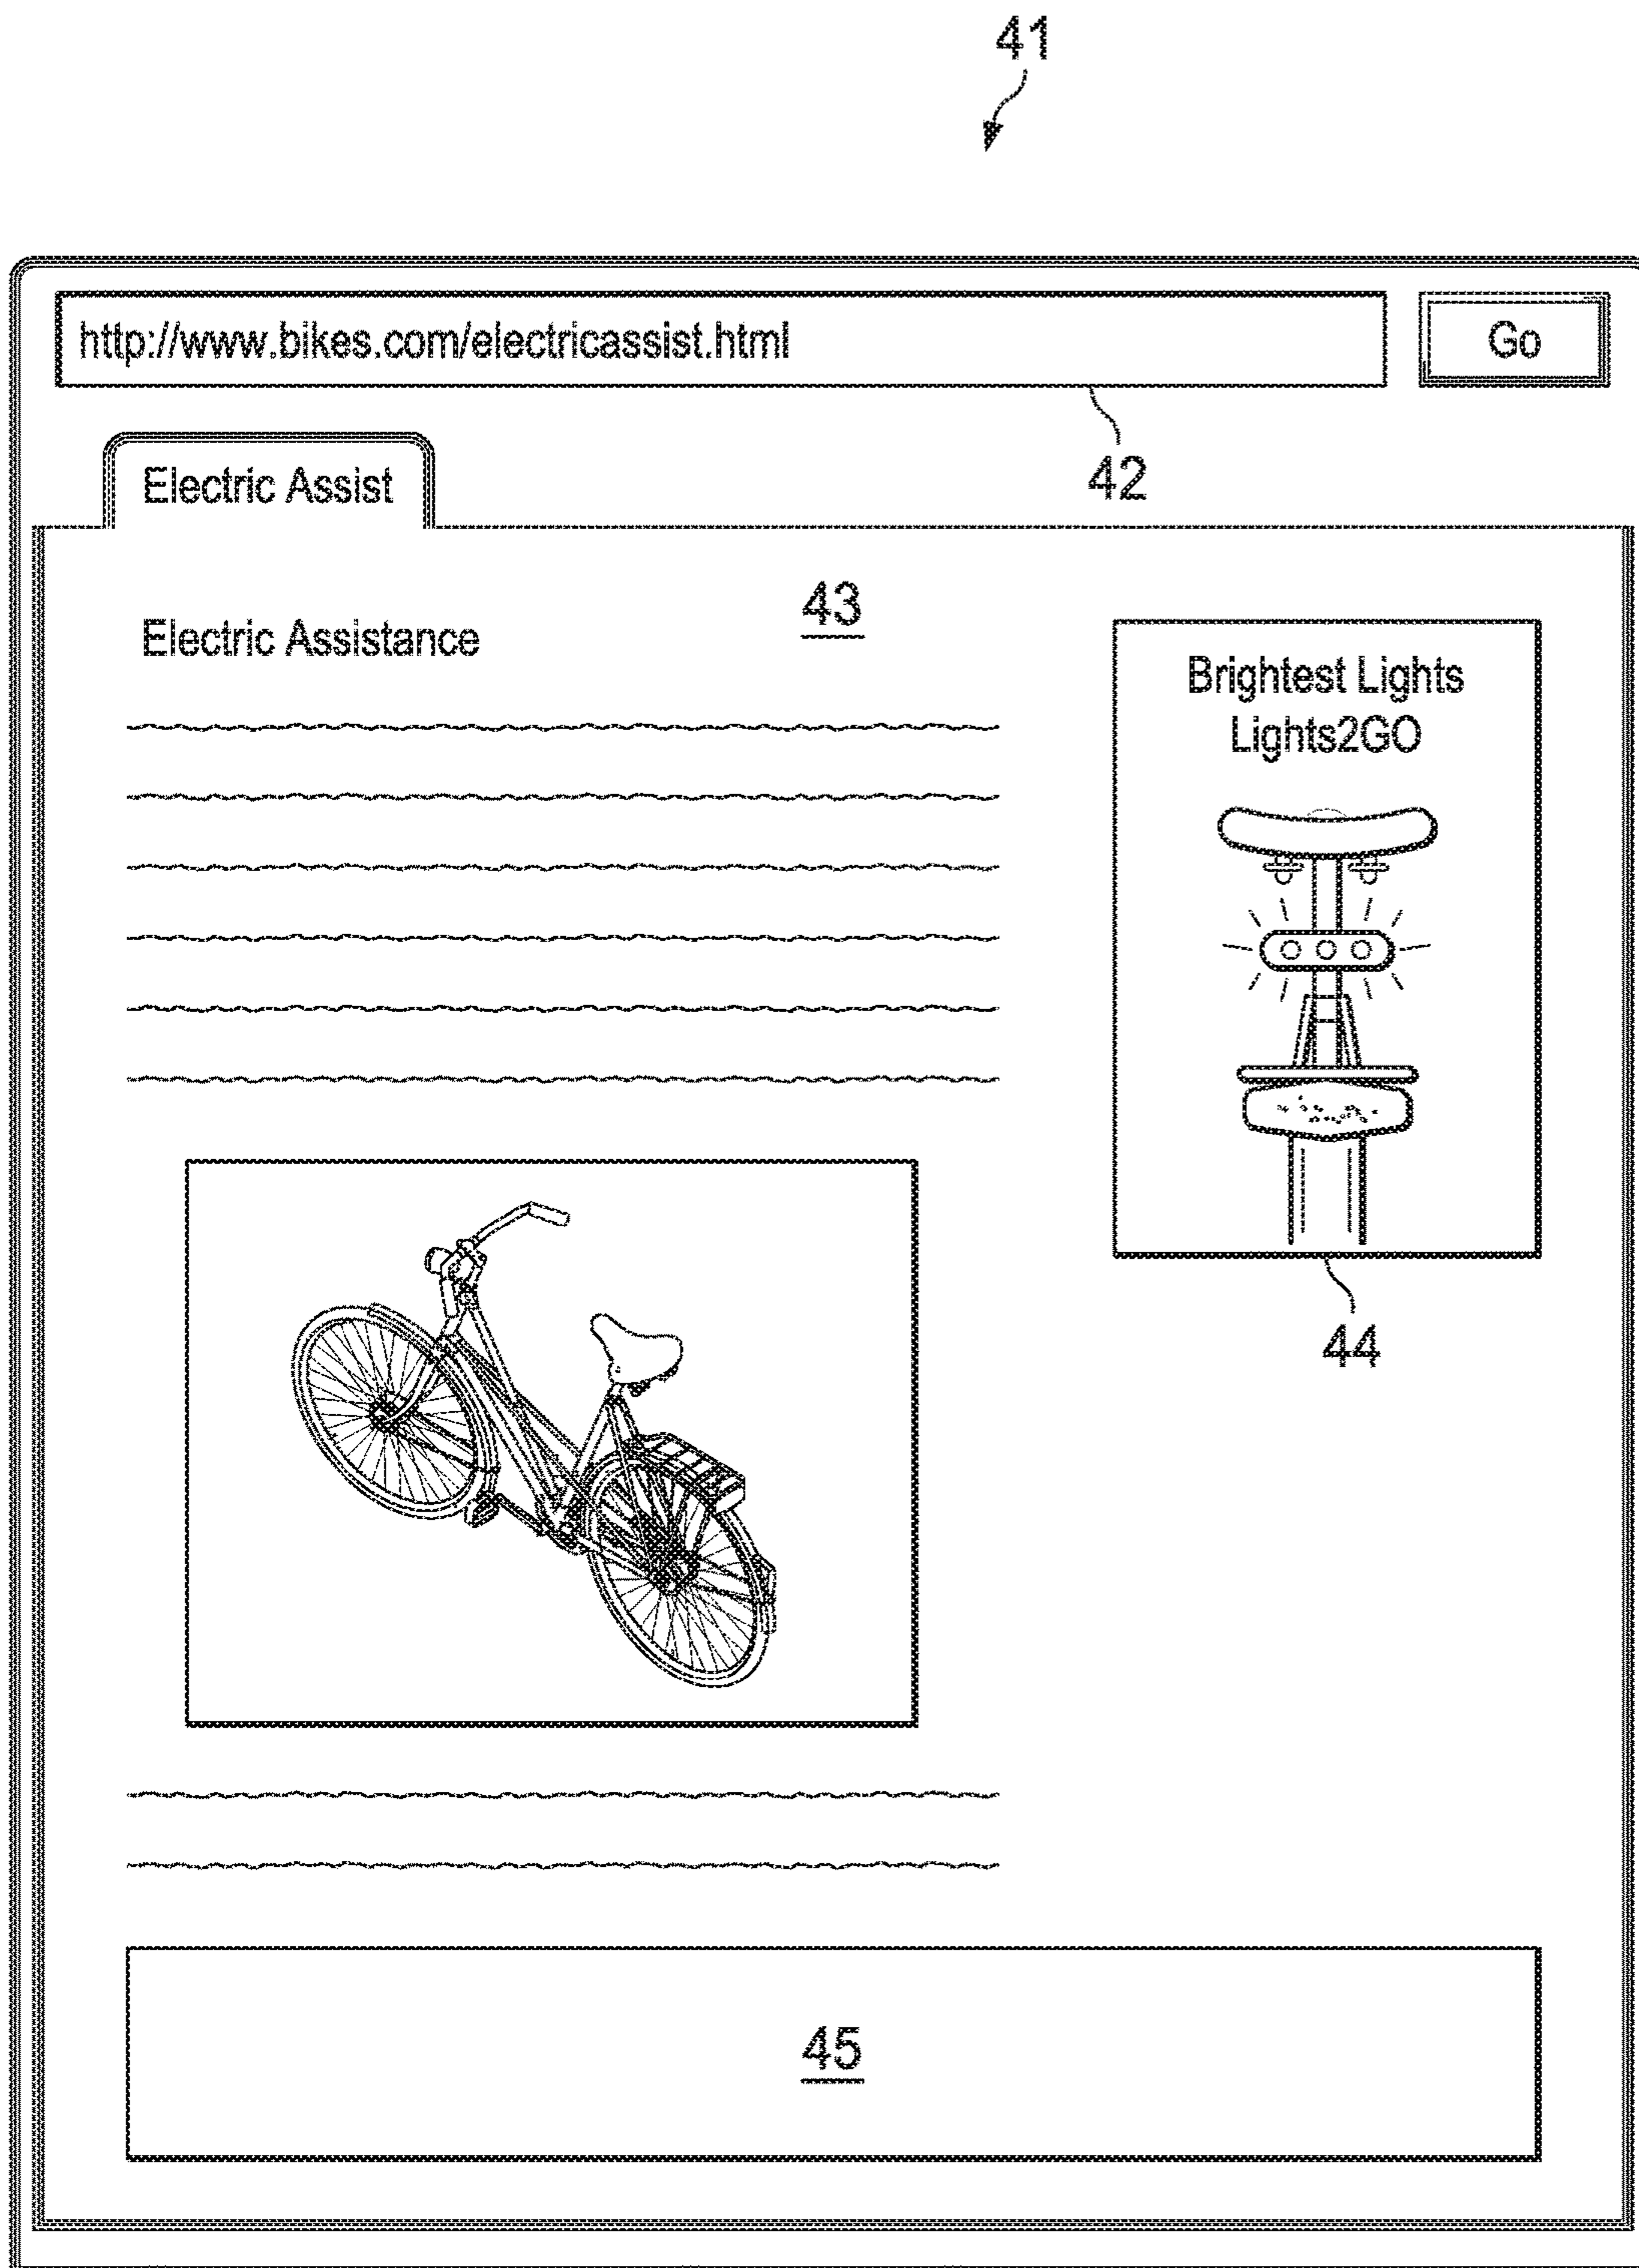 41
http://www.bikes.com/electricassist.html
Go
42
Electric Assist
43
Electric Assistance
Brightest Lights
Lights2GO
44
45